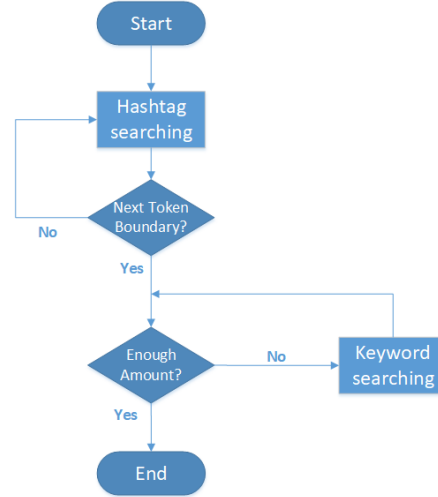 Start
Hashtag
searching
Next Token
Boundary?
No
Yes
Enough
Amount?
No
Keyword
searching
Yes
End